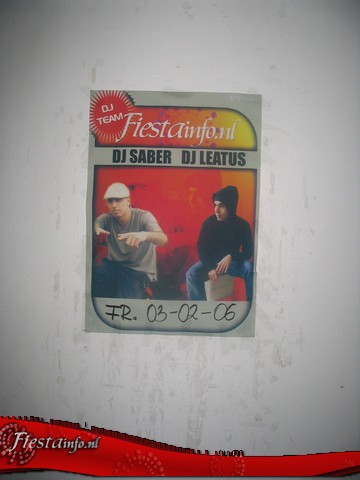 DJ
TEAM
Fiestainfo.nl
DJ SABER DJ LEATUS
FR. 03-02-06
Fiestainfo.nl